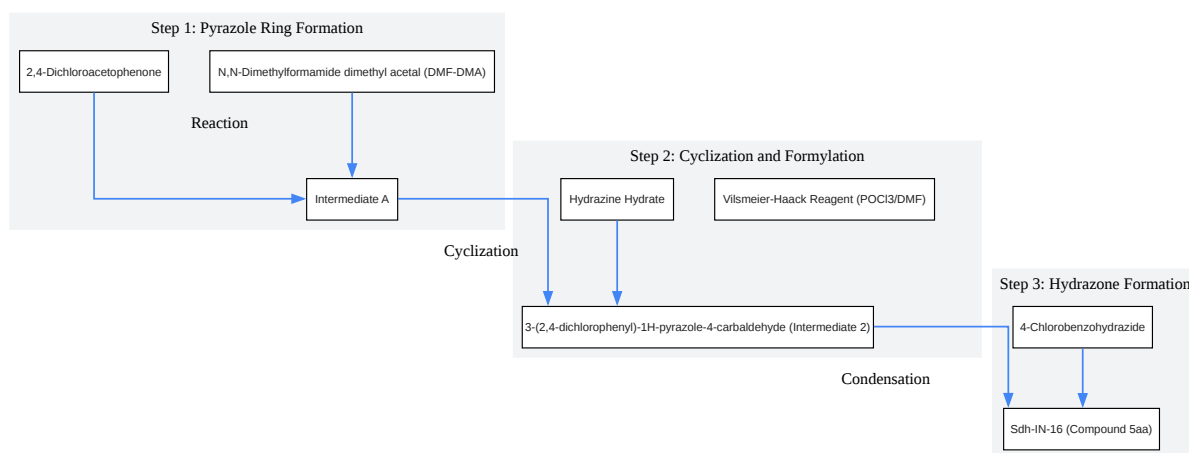 Step 1: Pyrazole Ring Formation
2,4-Dichloroacetophenone
N,N-Dimethylformamide dimethyl acetal (DMF-DMA)
Reaction
Intermediate A
Cyclization
Step 2: Cyclization and Formylation
Hydrazine Hydrate
Vilsmeier-Haack Reagent (POCl3/DMF)
3-(2,4-dichlorophenyl)-1H-pyrazole-4-carbaldehyde (Intermediate 2)
Condensation
Step 3: Hydrazone Formation
4-Chlorobenzohydrazide
Sdh-IN-16 (Compound 5aa)